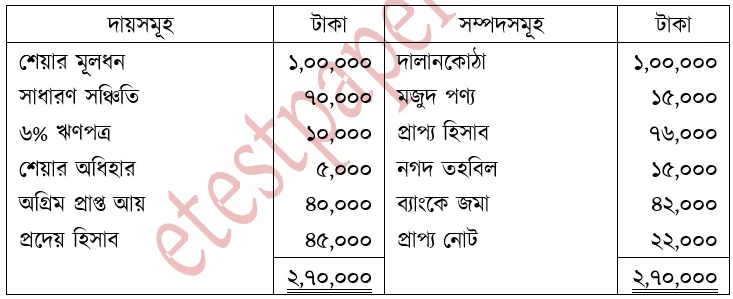 দায়সমূহ টাকা সম্পদসমূহ টাকা
শেয়ার মূলধন ১,০০,০০০ দালানকোঠা ১,০০,০০০
সাধারণ সঞ্চিতি ৭০,০০০ মজুদ পণ্য ১৫,০০০
৬% ঋণপত্র ১০,০০০ প্রাপ্য হিসাব ৭৬,০০০
শেয়ার অধিহার ৫,০০০ নগদ তহবিল ১৫,০০০
অগ্রিম প্রাপ্ত আয় ৪০,০০০ ব্যাংকে জমা ৪২,০০০
প্রদেয় হিসাব ৪৫,০০০ প্রাপ্য নোট ২২,০০০
২,৭০,০০০ ২,৭০,০০০
etestpaper